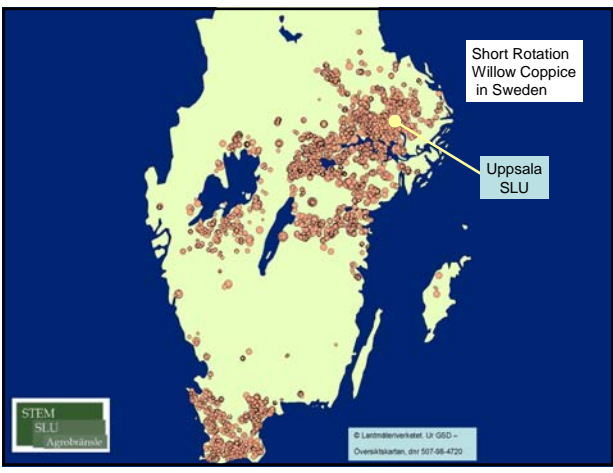 Short Rotation
Willow Coppice
in Sweden
Uppsala
SLU
STEM
SLU
Agrobränsle
© Lantmäteriverket. Ur GSD –
Översiktskartan, dnr 507-98-4720